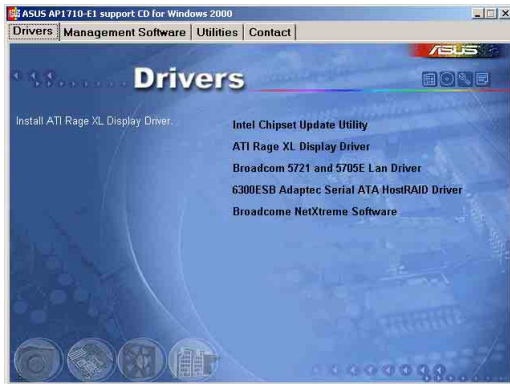 ASUS AP1710-E1 support CD for Windows 2000
Drivers Management Software Utilities Contact
ASUS
Drivers
Install ATI Rage XL Display Driver.
Intel Chipset Update Utility
ATI Rage XL Display Driver
Broadcom 5721 and 5705E Lan Driver
6300ESB Adaptec Serial ATA HostRAID Driver
Broadcome NetXtreme Software